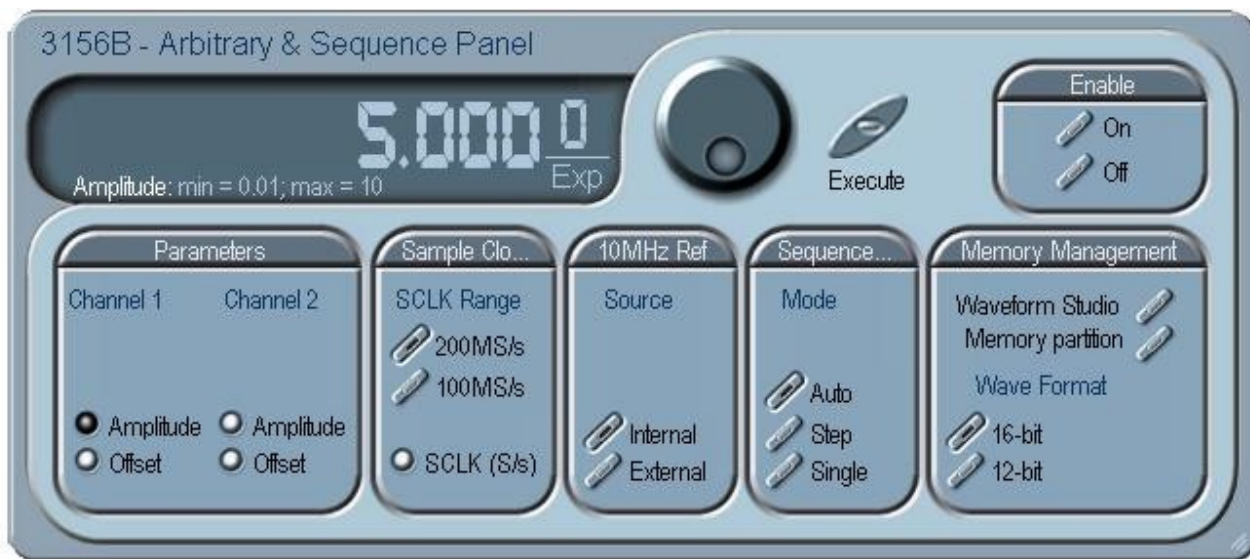 3156B - Arbitrary & Sequence Panel
5.000 0
Exp
Amplitude: min = 0.01; max = 10
Execute
Enable
On
Off
Parameters
Channel 1 Channel 2
Amplitude Amplitude
Offset Offset
Sample Clo...
SCLK Range
200MS/s
100MS/s
SCLK (S/s)
10MHz Ref
Source
Internal
External
Sequence...
Mode
Auto
Step
Single
Memory Management
Waveform Studio
Memory partition
Wave Format
16-bit
12-bit